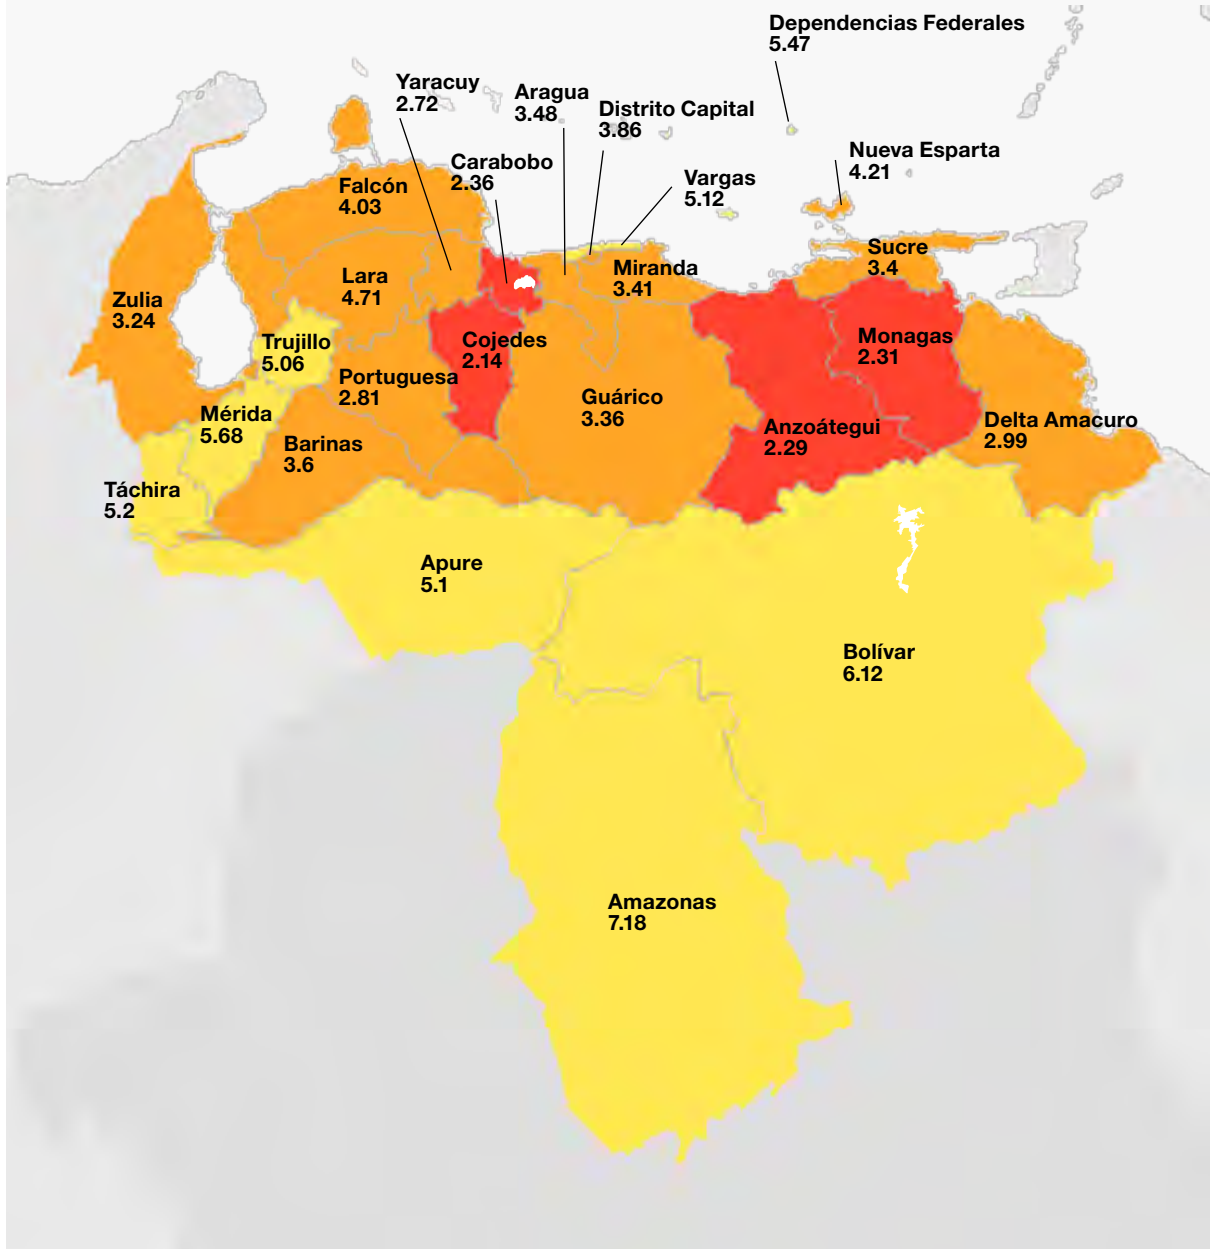 Dependencias Federales
5.47
Yaracuy
2.72
Aragua
3.48
Distrito Capital
3.86
Nueva Esparta
4.21
Carabobo
2.36
Vargas
5.12
Falcón
4.03
Sucre
3.4
Miranda
3.41
Lara
4.71
Zulia
3.24
Trujillo
5.06
Cojedes
2.14
Monagas
2.31
Portuguesa
2.81
Guárico
3.36
Mérida
5.68
Anzoátegui
2.29
Delta Amacuro
2.99
Barinas
3.6
Táchira
5.2
Apure
5.1
Bolívar
6.12
Amazonas
7.18